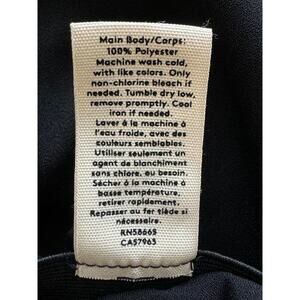 Main Body/Corps:
100% Polyester
Machine wash cold,
with like colors. Only
non-chlorine bleach if
needed. Tumble dry low,
remove promptly. Cool
iron if needed.
Laver à la machine à
l'eau froide, avec des
couleurs semblables.
Utiliser seulement un
agent de blanchiment
sans chlore, au besoin.
Sécher à la machine à
basse température,
retirer rapidement.
Repasser au fer tiède si
nécessaire.
RN58665
CA57965